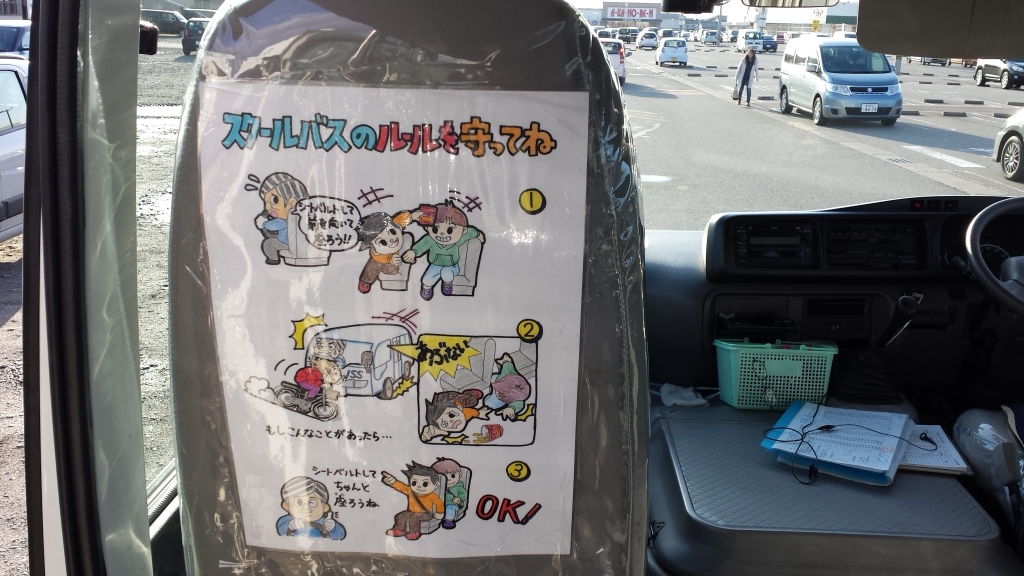 スクールバスのルールを守ってね
①
シートベルトして
前を向いて
座ろう!!
②
あぶない
JSS
もしこんなことがあったら…
③
シートベルトして
ちゃんと
座ろうね
OK!